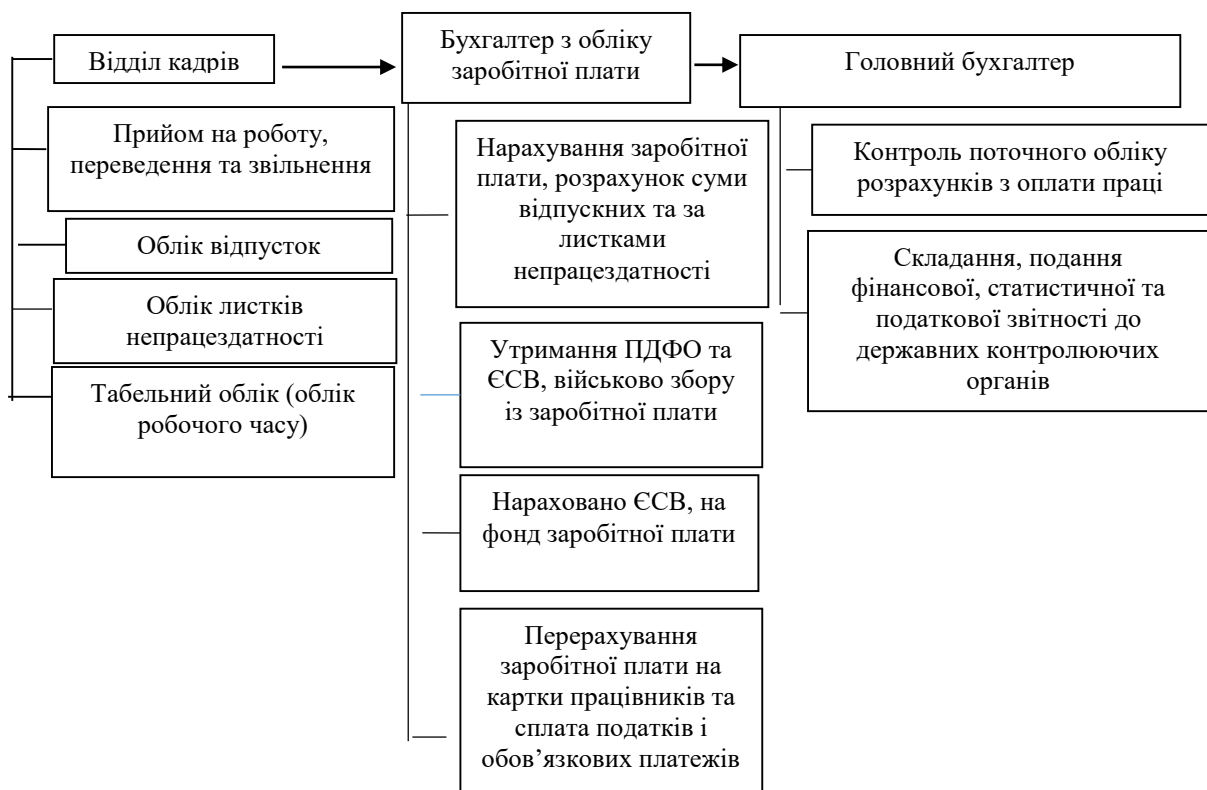 Відділ кадрів
Прийом на роботу,
переведення та звільнення
Облік відпусток
Облік листків
непрацездатності
Табельний облік (облік
робочого часу)
Бухгалтер з обліку
заробітної плати
Нарахування заробітної
плати, розрахунок суми
відпускних та за
листками
непрацездатності
Утримання ПДФО та
ЄСВ, військово збору
із заробітної плати
Нараховано ЄСВ, на
фонд заробітної плати
Перерахування
заробітної плати на
картки працівників та
сплата податків і
обов’язкових платежів
Головний бухгалтер
Контроль поточного обліку
розрахунків з оплати праці
Складання, подання
фінансової, статистичної та
податкової звітності до
державних контролюючих
органів